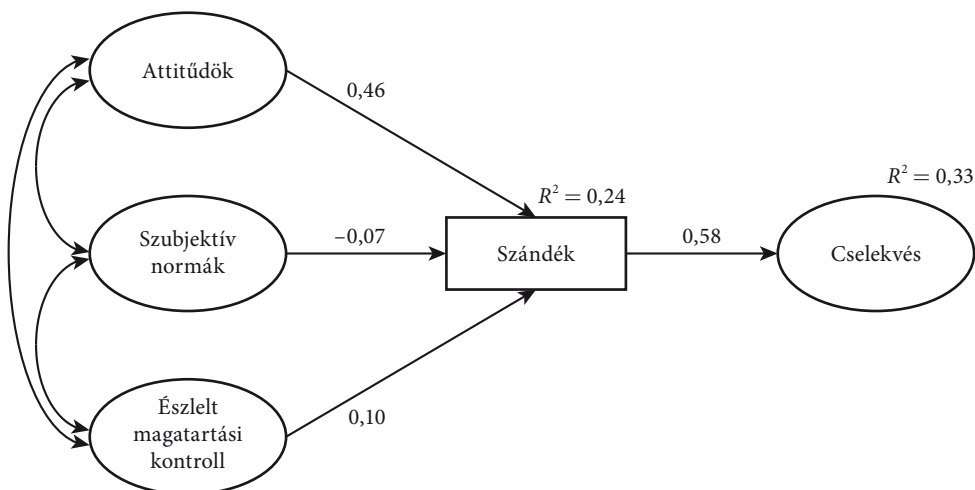 Attitűdök
0,46
R² = 0,24
R² = 0,33
Szubjektív
normák
–0,07
Szándék
0,58
Cselekvés
Észlelt
magatartási
kontroll
0,10